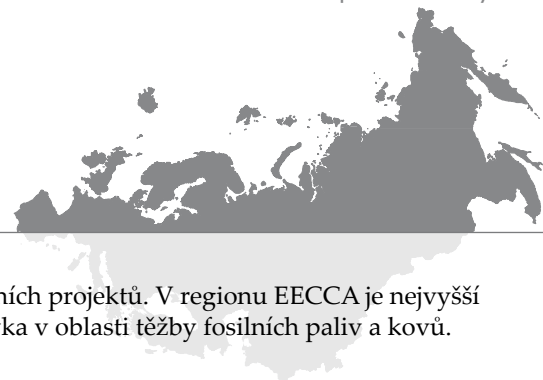 ních projektů. V regionu EECCA je nejvyšší
ka v oblasti těžby fosilních paliv a kovů.